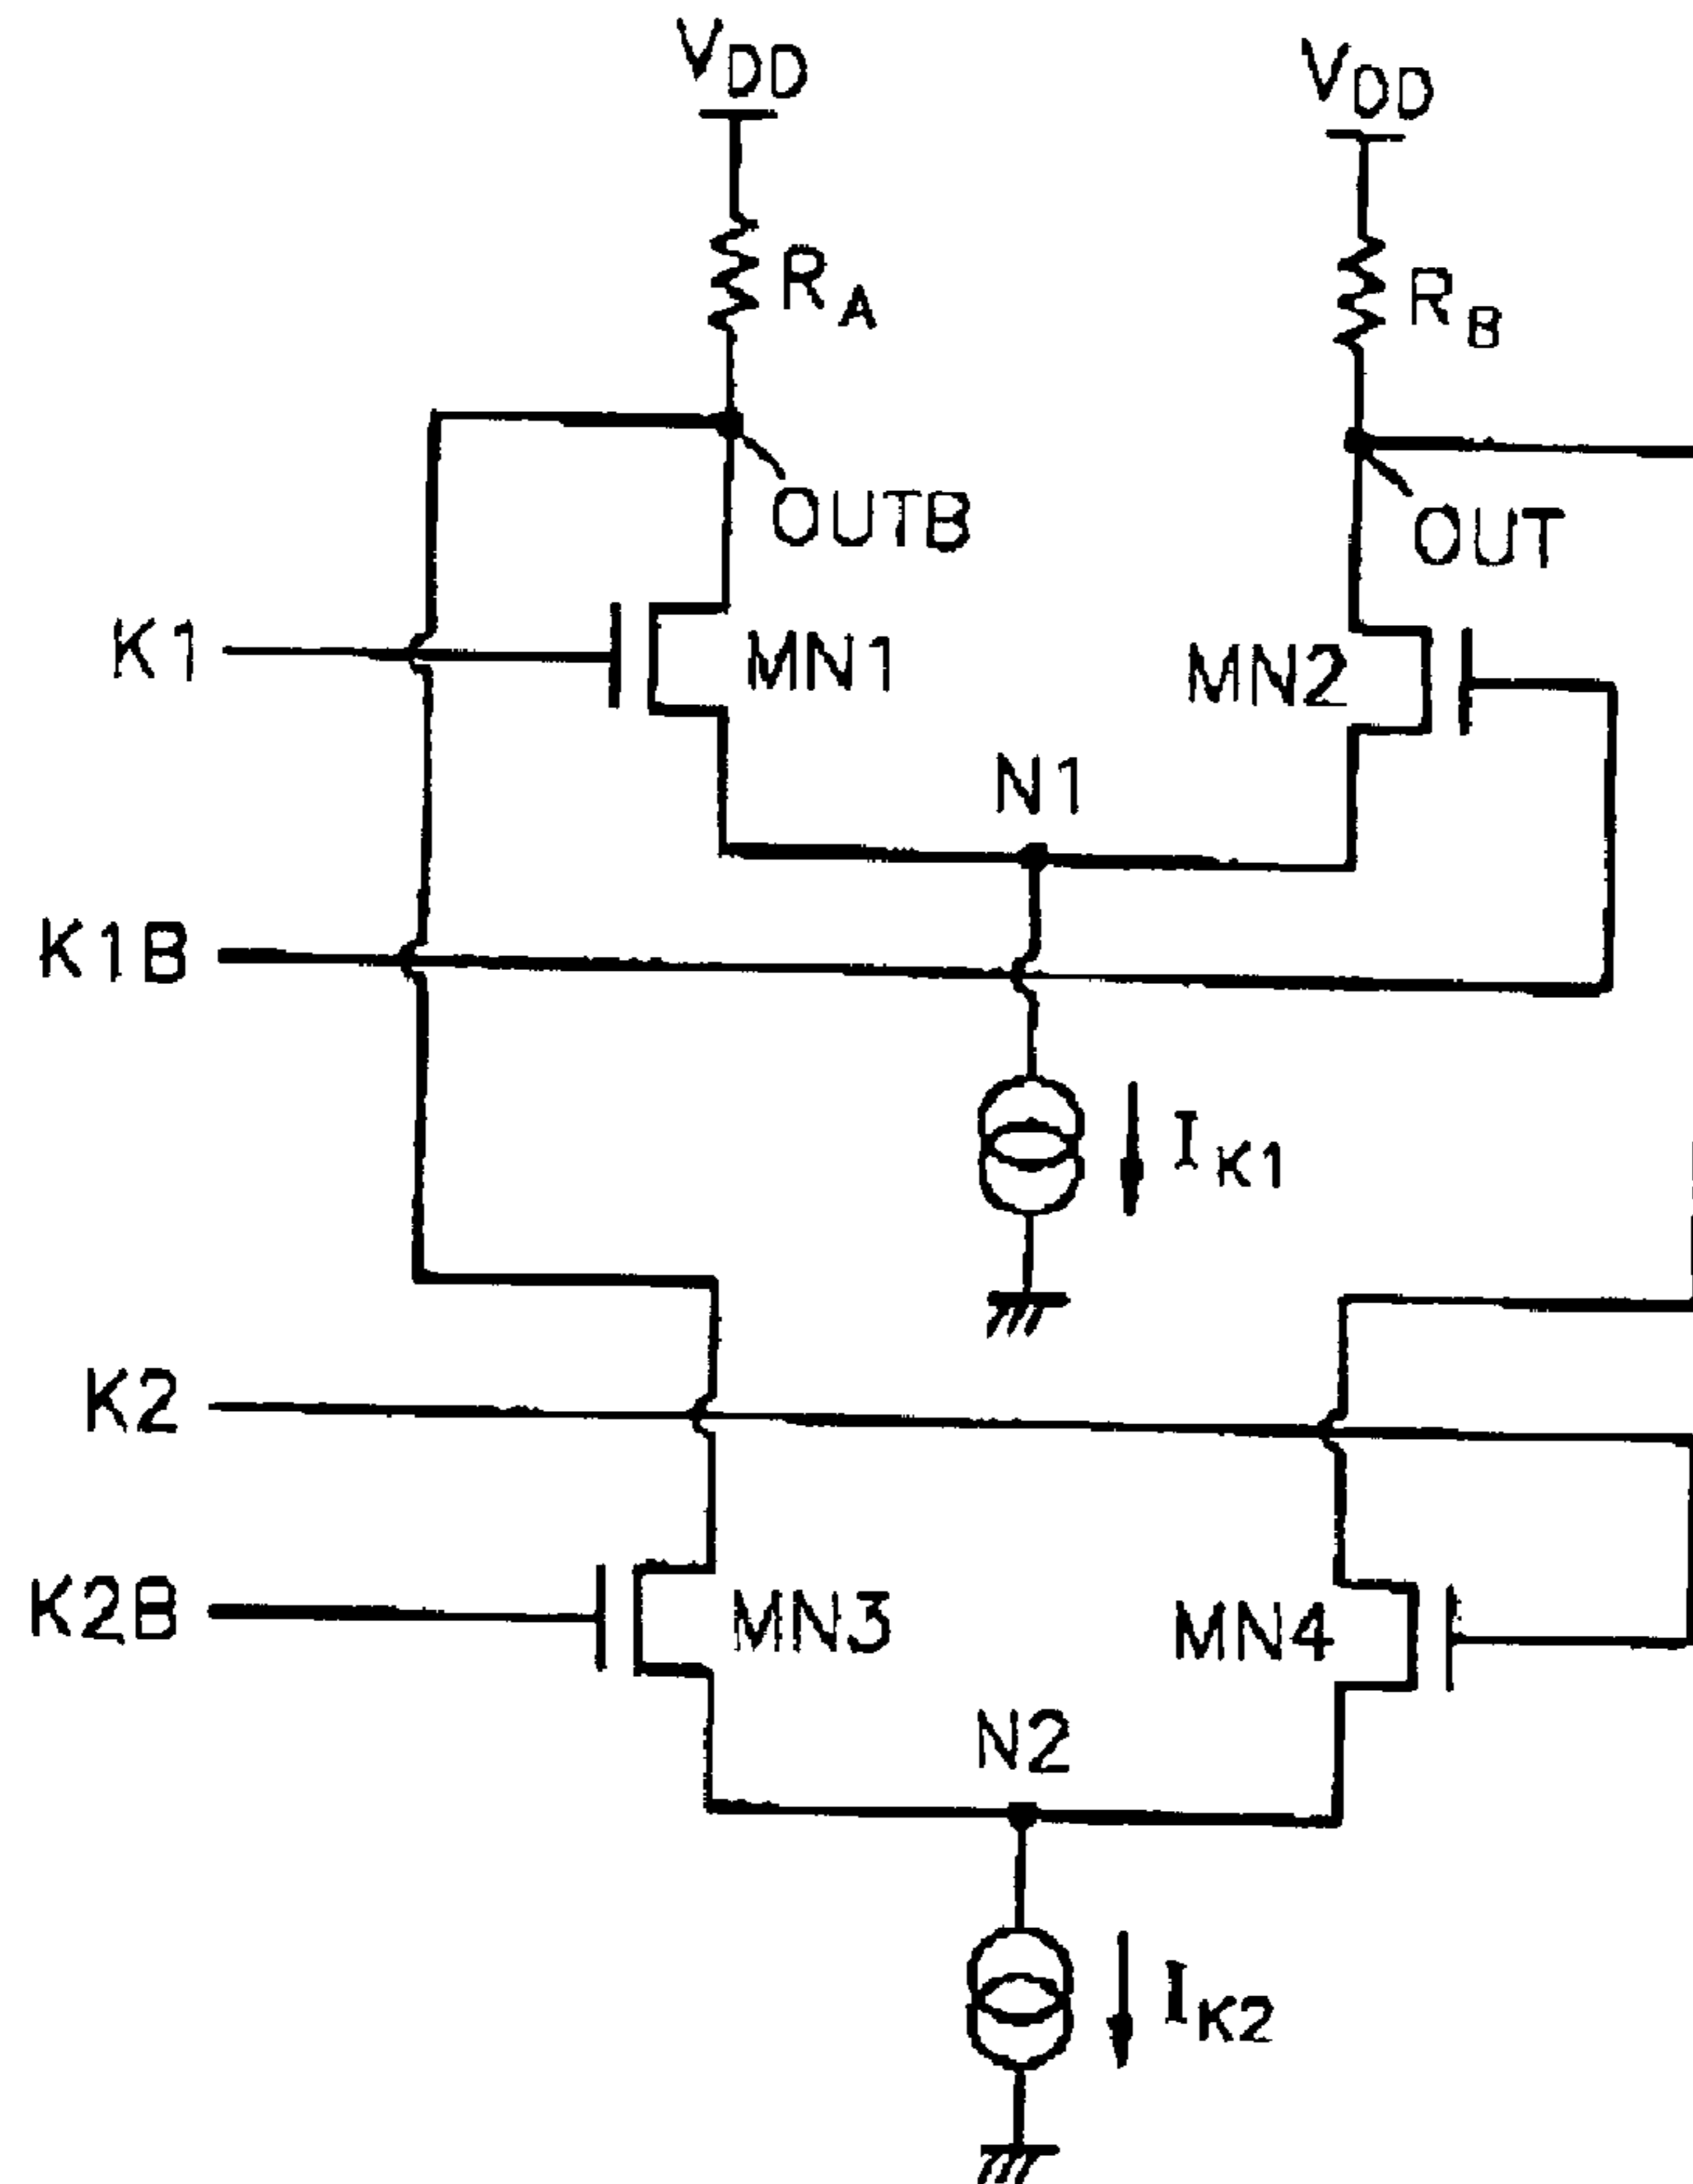 VDD
VDD
RA
RB
OUTB
OUT
K1
MN1
MN2
N1
K1B
IK1
K2
K2B
MN3
MN4
N2
IK2